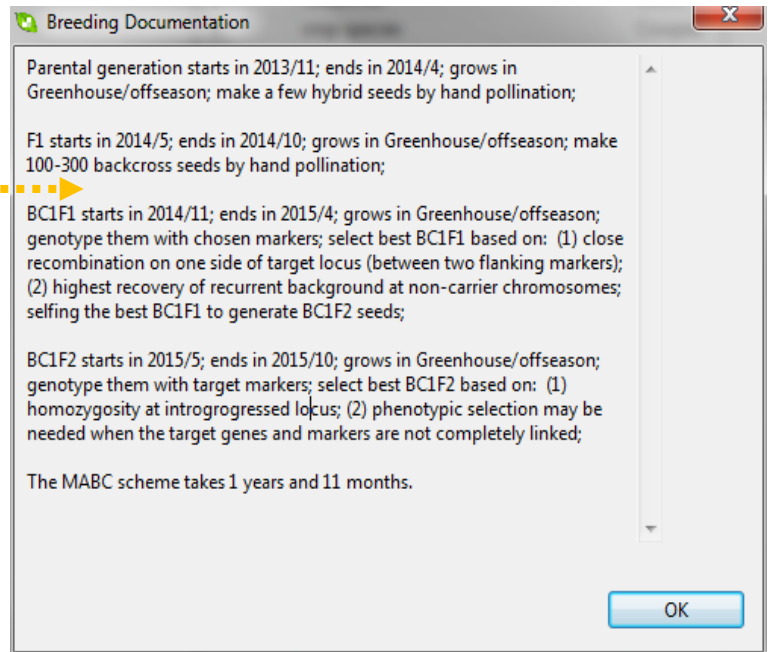 Breeding Documentation
Parental generation starts in 2013/11; ends in 2014/4; grows in
Greenhouse/offseason; make a few hybrid seeds by hand pollination;
F1 starts in 2014/5; ends in 2014/10; grows in Greenhouse/offseason; make
100-300 backcross seeds by hand pollination;
BC1F1 starts in 2014/11; ends in 2015/4; grows in Greenhouse/offseason;
genotype them with chosen markers; select best BC1F1 based on:  (1) close
recombination on one side of target locus (between two flanking markers);
(2) highest recovery of recurrent background at non-carrier chromosomes;
selfing the best BC1F1 to generate BC1F2 seeds;
BC1F2 starts in 2015/5; ends in 2015/10; grows in Greenhouse/offseason;
genotype them with target markers; select best BC1F2 based on:  (1)
homozygosity at introgrogressed locus; (2) phenotypic selection may be
needed when the target genes and markers are not completely linked;
The MABC scheme takes 1 years and 11 months.
OK